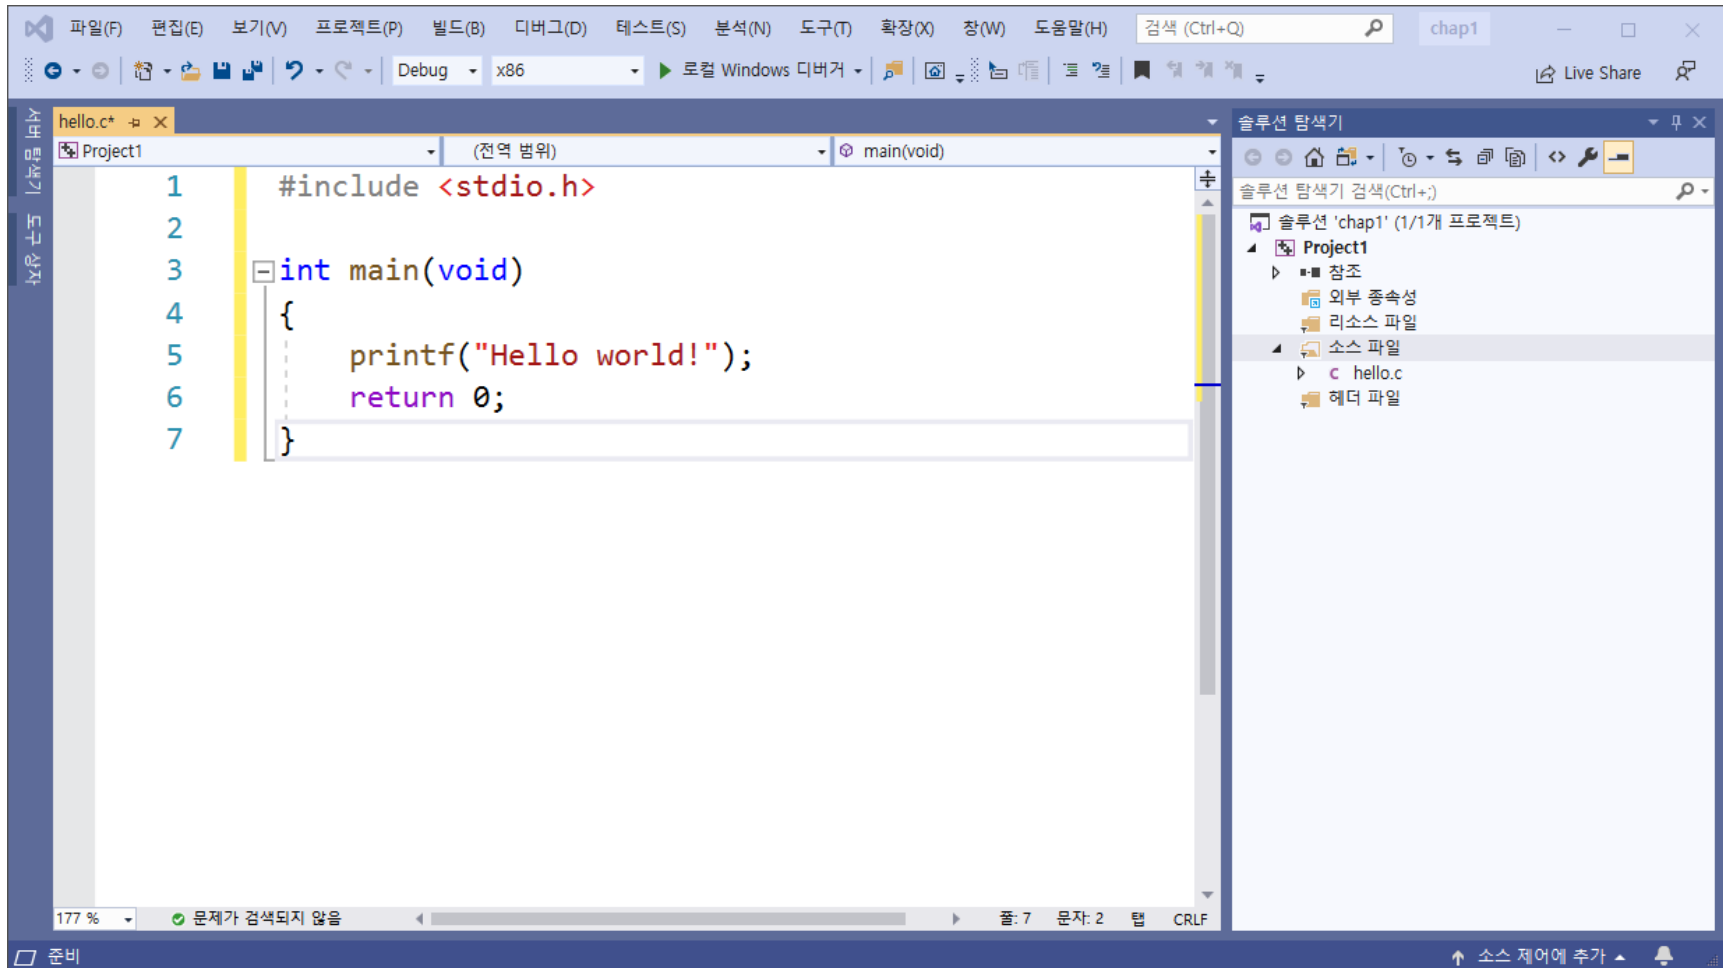 파일(F) 편집(E) 보기(V) 프로젝트(P) 빌드(B) 디버그(D) 테스트(S) 분석(N) 도구(T) 확장(X) 창(W) 도움말(H) 검색 (Ctrl+Q) chap1
Debug x86 로컬 Windows 디버거 Live Share
서버 탐색기
도구 상자
hello.c*
Project1 (전역 범위) main(void)
1 #include <stdio.h>
2
3 int main(void)
4 {
5 printf("Hello world!");
6 return 0;
7 }
177 % 문제가 검색되지 않음 줄: 7 문자: 2 탭 CRLF
솔루션 탐색기
솔루션 탐색기 검색(Ctrl+;)
솔루션 'chap1' (1/1개 프로젝트)
Project1
참조
외부 종속성
리소스 파일
소스 파일
hello.c
헤더 파일
준비 소스 제어에 추가